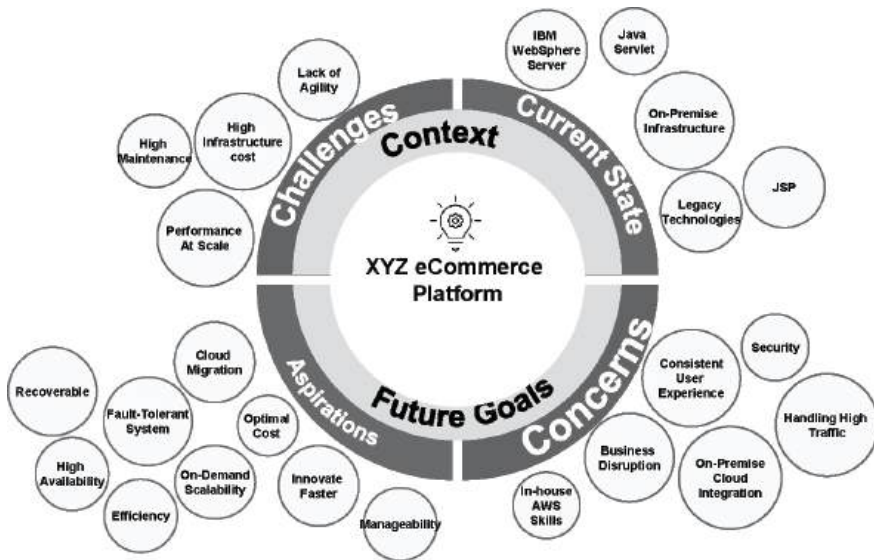 Challenges
Context
Current State
Aspirations
Future Goals
Concerns
XYZ eCommerce
Platform
Lack of
Agility
High
Infrastructure
cost
High
Maintenance
Performance
At Scale
IBM
WebSphere
Server
Java
Servlet
On-Premise
Infrastructure
Legacy
Technologies
JSP
Cloud
Migration
Recoverable
Fault-Tolerant
System
Optimal
Cost
High
Availability
On-Demand
Scalability
Innovate
Faster
Efficiency
Manageability
Security
Consistent
User
Experience
Handling High
Traffic
Business
Disruption
On-Premise
Cloud
Integration
In-house
AWS
Skills